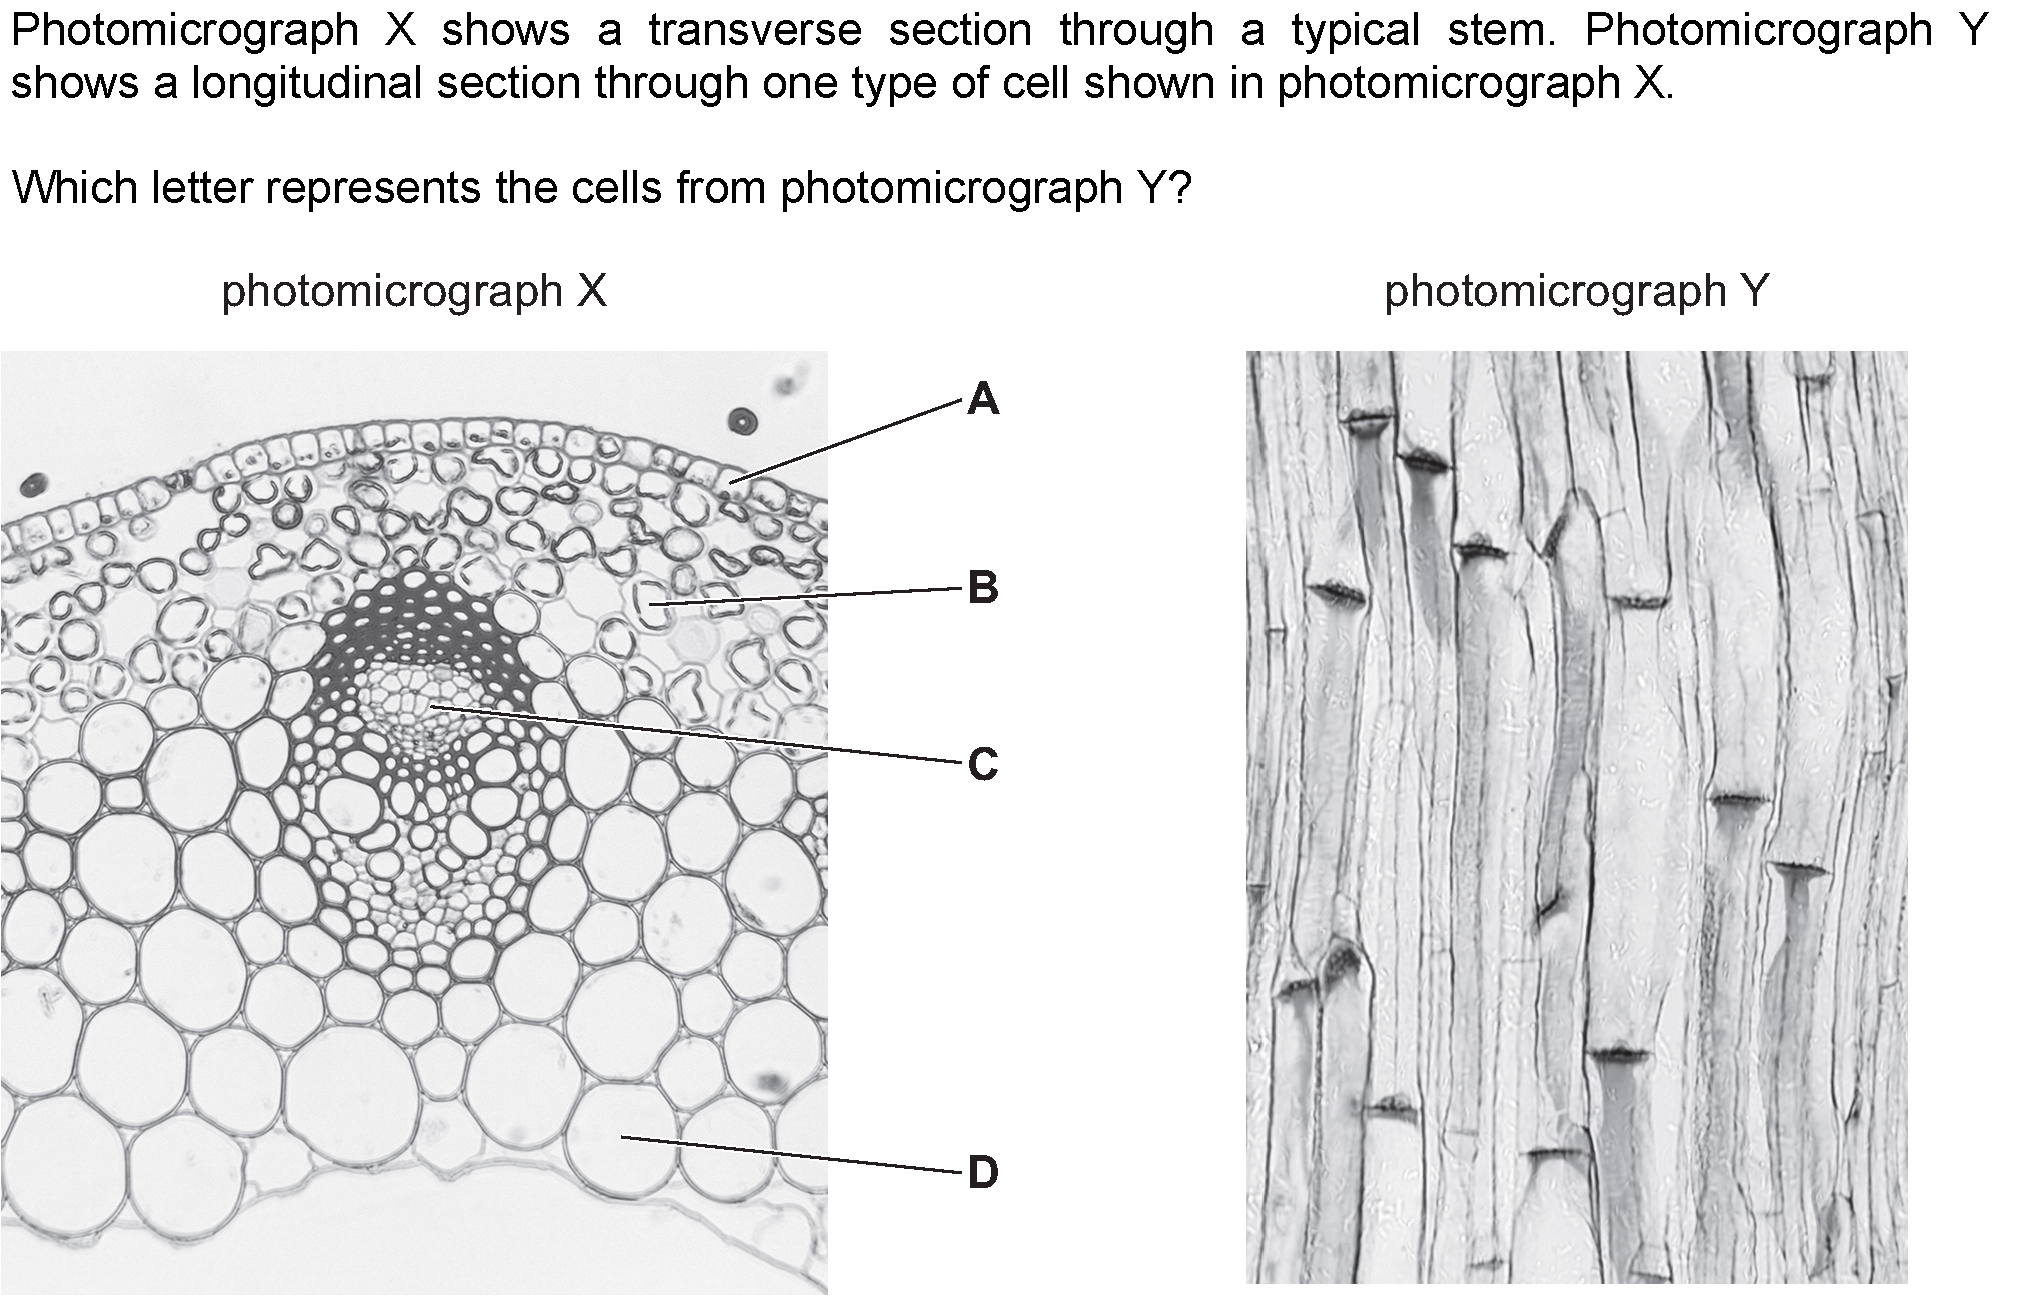 Photomicrograph X shows a transverse section through a typical stem. Photomicrograph Y
shows a longitudinal section through one type of cell shown in photomicrograph X.
Which letter represents the cells from photomicrograph Y?
photomicrograph X
photomicrograph Y
A
B
C
D